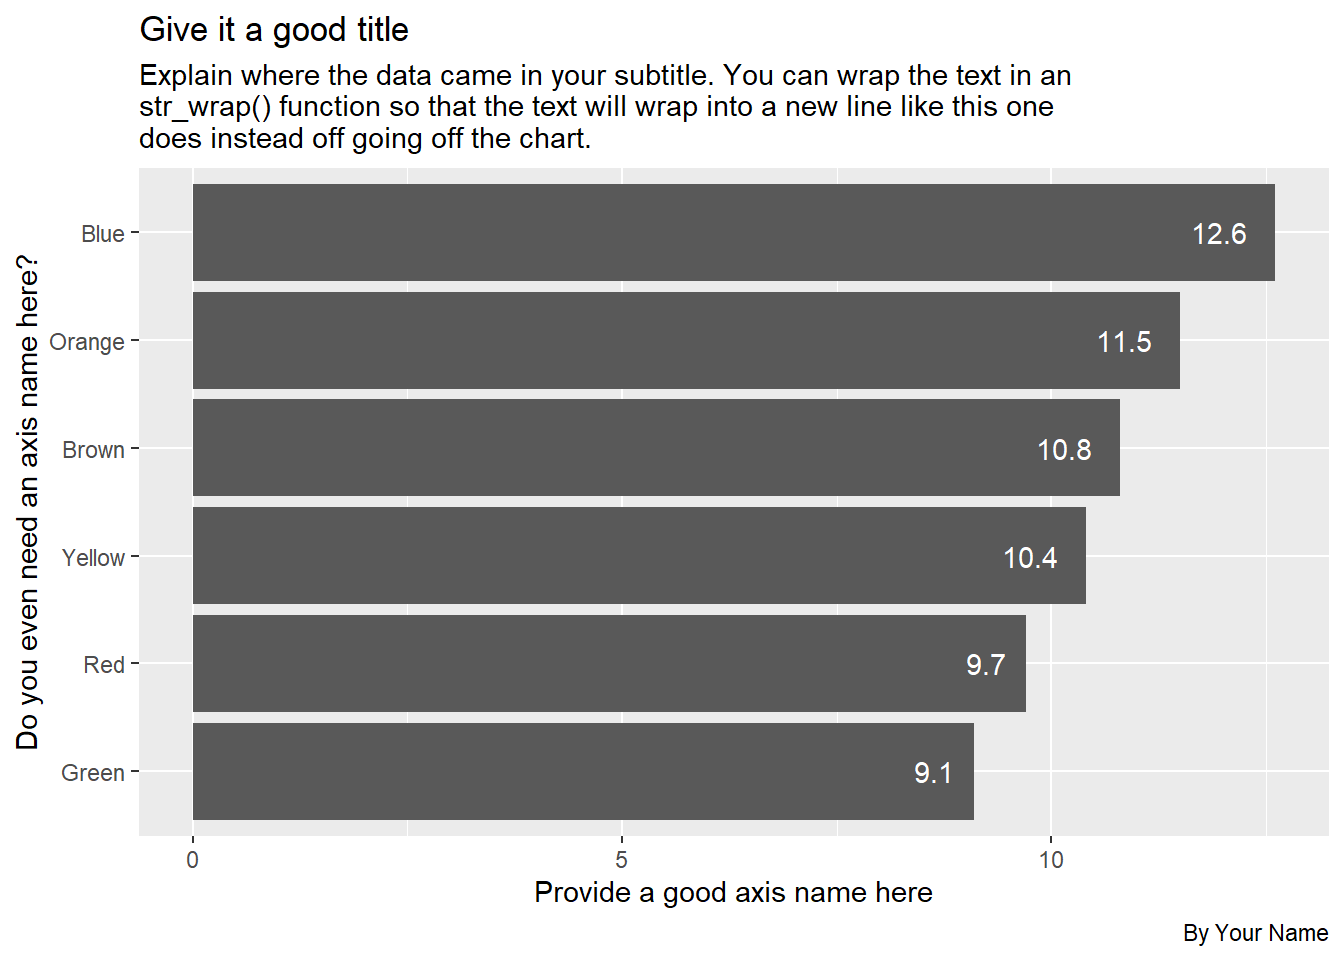 Give it a good title
Explain where the data came in your subtitle. You can wrap the text in an
str_wrap() function so that the text will wrap into a new line like this one
does instead off going off the chart.
Do you even need an axis name here?
Blue
12.6
Orange
11.5
Brown
10.8
Yellow
10.4
Red
9.7
Green
9.1
0
5
10
Provide a good axis name here
By Your Name